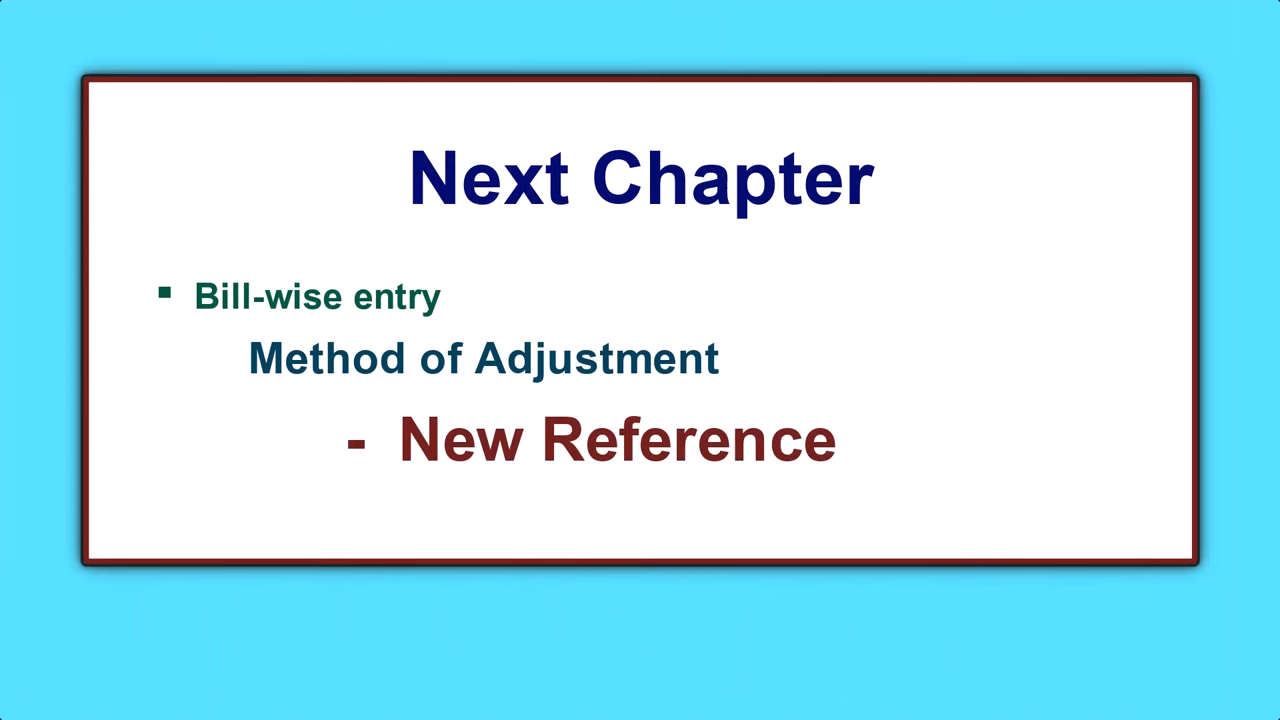 Next Chapter
▪ Bill-wise entry
Method of Adjustment
- New Reference